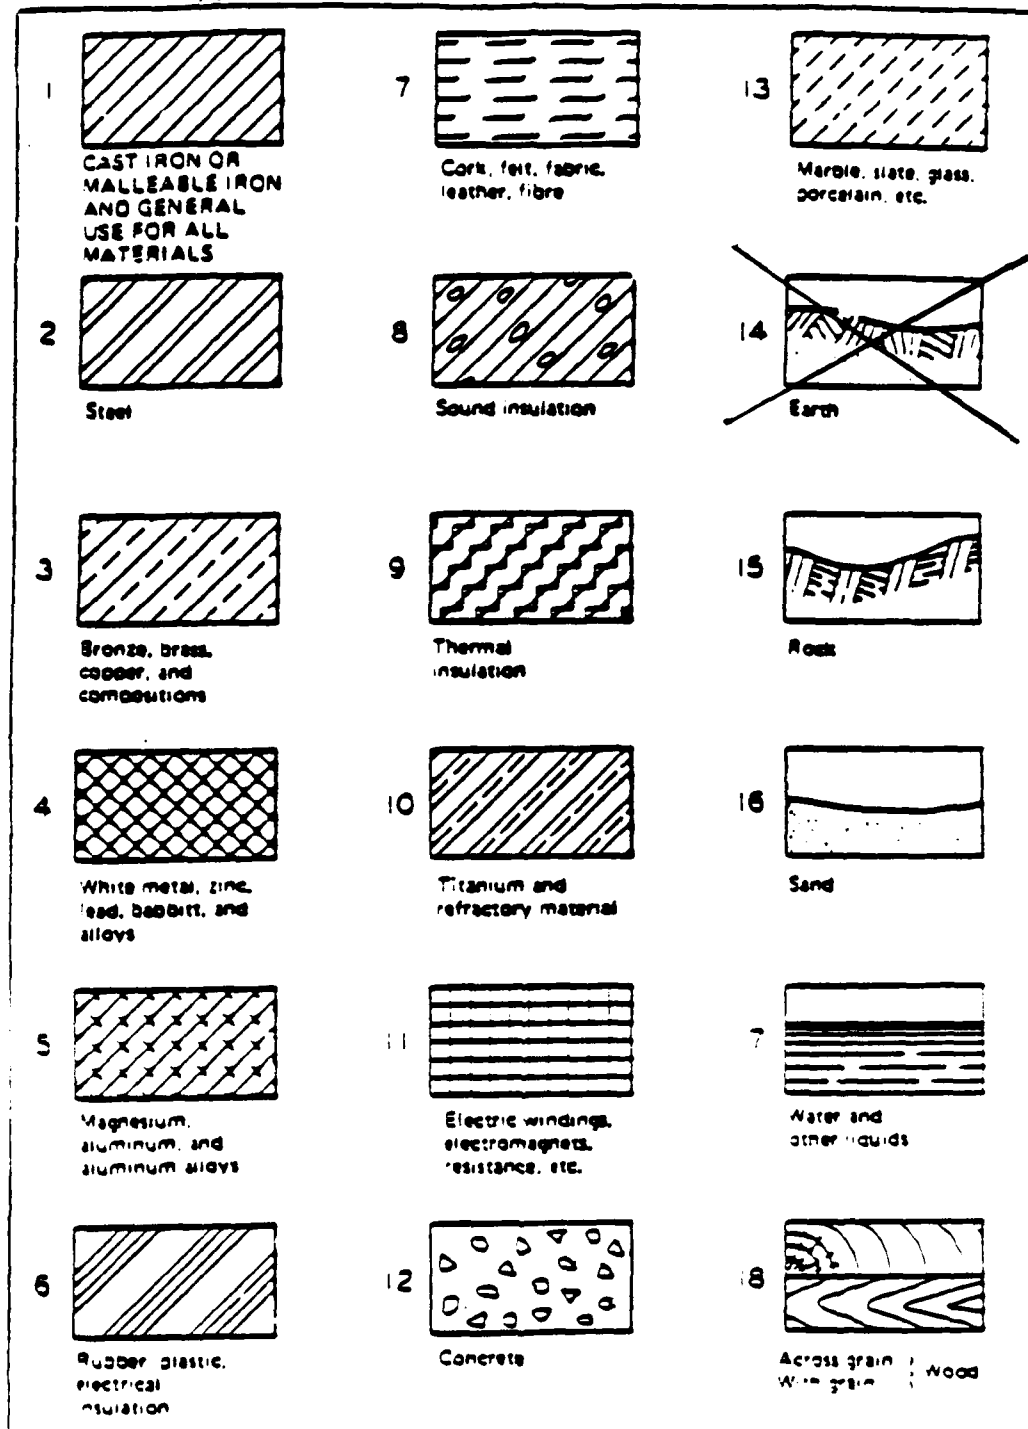 1
CAST IRON OR
MALLEABLE IRON
AND GENERAL
USE FOR ALL
MATERIALS
2
Steel
3
Bronze, brass,
copper, and
compositions
4
White metal, zinc,
lead, babbitt, and
alloys
5
Magnesium,
aluminum, and
aluminum alloys
6
Rubber plastic,
electrical
insulation
7
Cork, felt, fabric,
leather, fibre
8
Sound insulation
9
Thermal
insulation
10
Titanium and
refractory material
11
Electric windings,
electromagnets,
resistance, etc.
12
Concrete
13
Marble, slate, glass,
porcelain, etc.
14
Earth
15
Rock
16
Sand
7
Water and
other liquids
18
Across grain
With grain } Wood